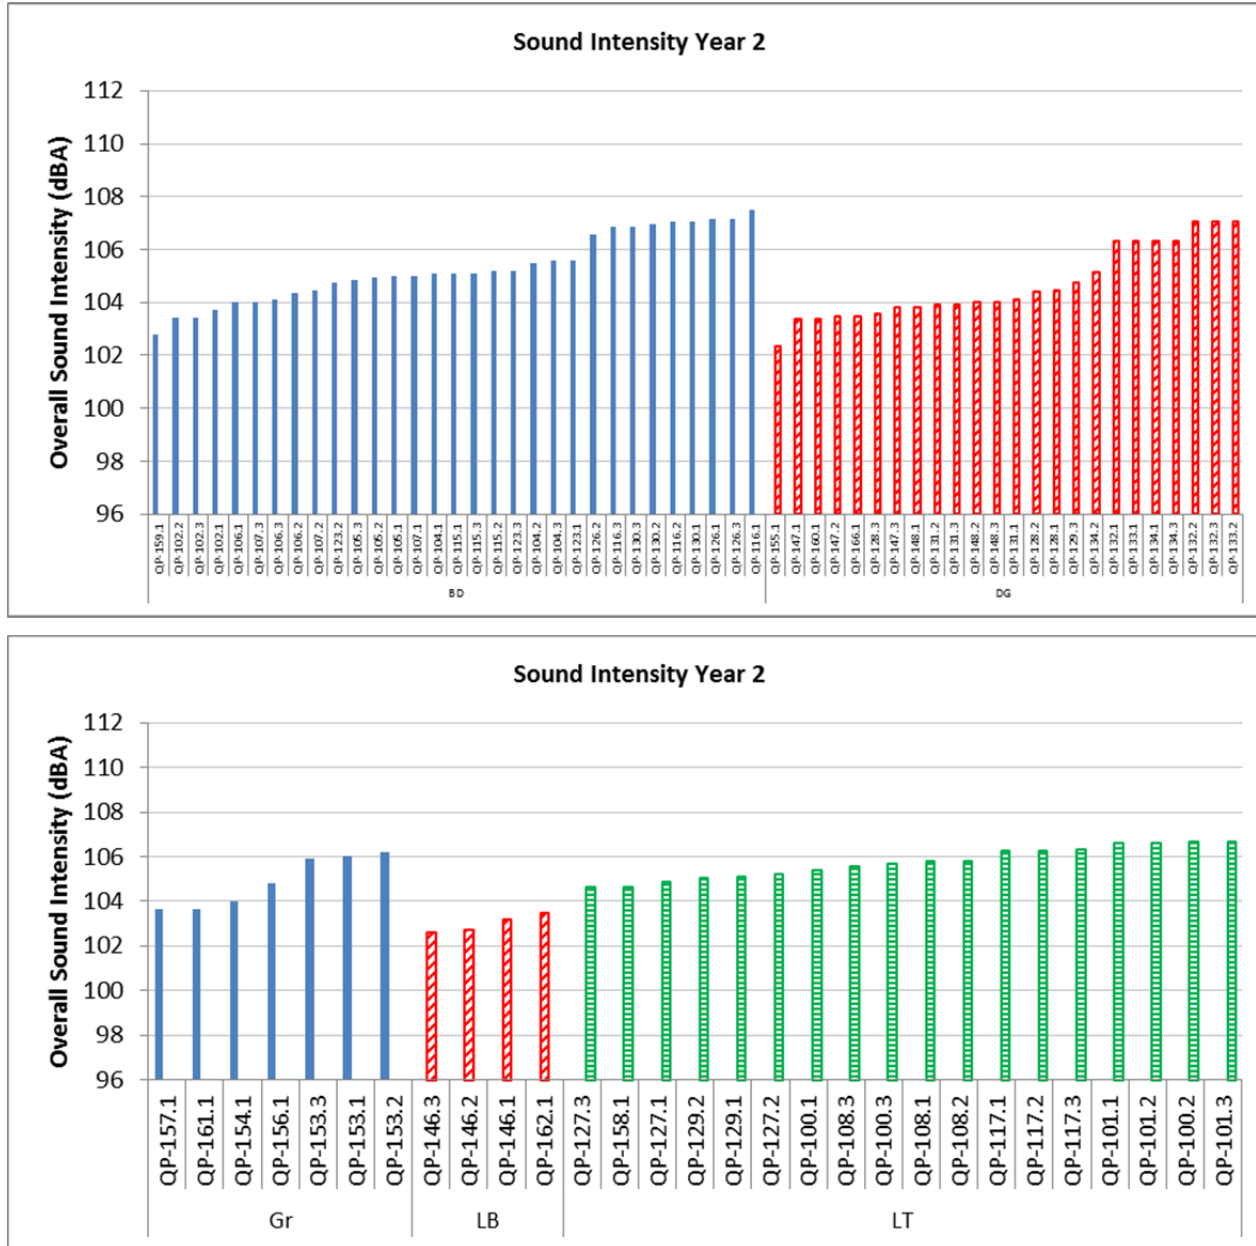 Sound Intensity Year 2
Overall Sound Intensity (dBA)
112
110
108
106
104
102
100
98
96
QP-159.1
QP-102.2
QP-102.3
QP-102.1
QP-106.1
QP-107.3
QP-106.3
QP-106.2
QP-107.2
QP-123.2
QP-105.3
QP-105.2
QP-105.1
QP-107.1
QP-104.1
QP-115.1
QP-115.3
QP-115.2
QP-123.3
QP-104.2
QP-104.3
QP-123.1
QP-126.2
QP-116.3
QP-130.3
QP-130.2
QP-116.2
QP-130.1
QP-126.1
QP-126.3
QP-116.1
QP-155.1
QP-147.1
QP-160.1
QP-147.2
QP-166.1
QP-128.3
QP-147.3
QP-148.1
QP-131.2
QP-131.3
QP-148.2
QP-148.3
QP-131.1
QP-128.2
QP-128.1
QP-129.3
QP-134.2
QP-132.1
QP-133.1
QP-134.1
QP-134.3
QP-132.2
QP-132.3
QP-133.2
BD DG
Sound Intensity Year 2
Overall Sound Intensity (dBA)
112
110
108
106
104
102
100
98
96
QP-157.1
QP-161.1
QP-154.1
QP-156.1
QP-153.3
QP-153.1
QP-153.2
QP-146.3
QP-146.2
QP-146.1
QP-162.1
QP-127.3
QP-158.1
QP-127.1
QP-129.2
QP-129.1
QP-127.2
QP-100.1
QP-108.3
QP-100.3
QP-108.1
QP-108.2
QP-117.1
QP-117.2
QP-117.3
QP-101.1
QP-101.2
QP-100.2
QP-101.3
Gr LB LT